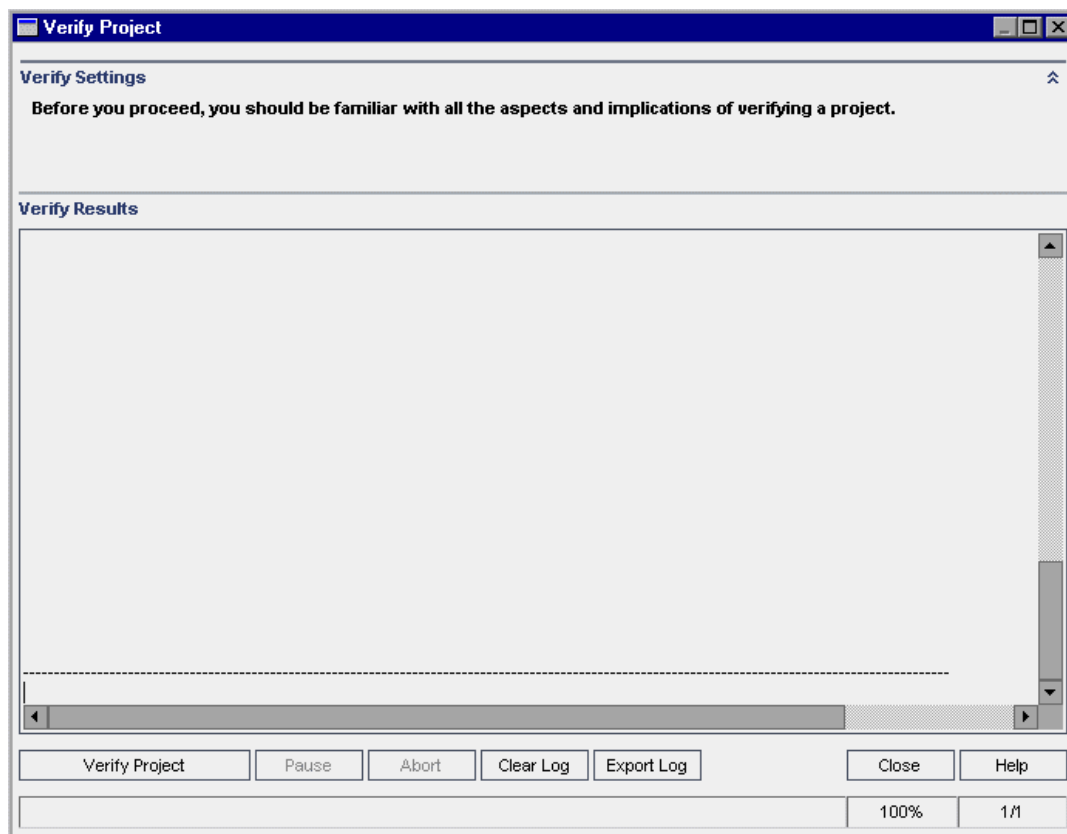 Verify Project
Verify Settings
Before you proceed, you should be familiar with all the aspects and implications of verifying a project.
Verify Results
--------------------------------------------------------------------------------------------------------------------------------------------------------
Verify Project Pause Abort Clear Log Export Log Close Help
100% 1/1